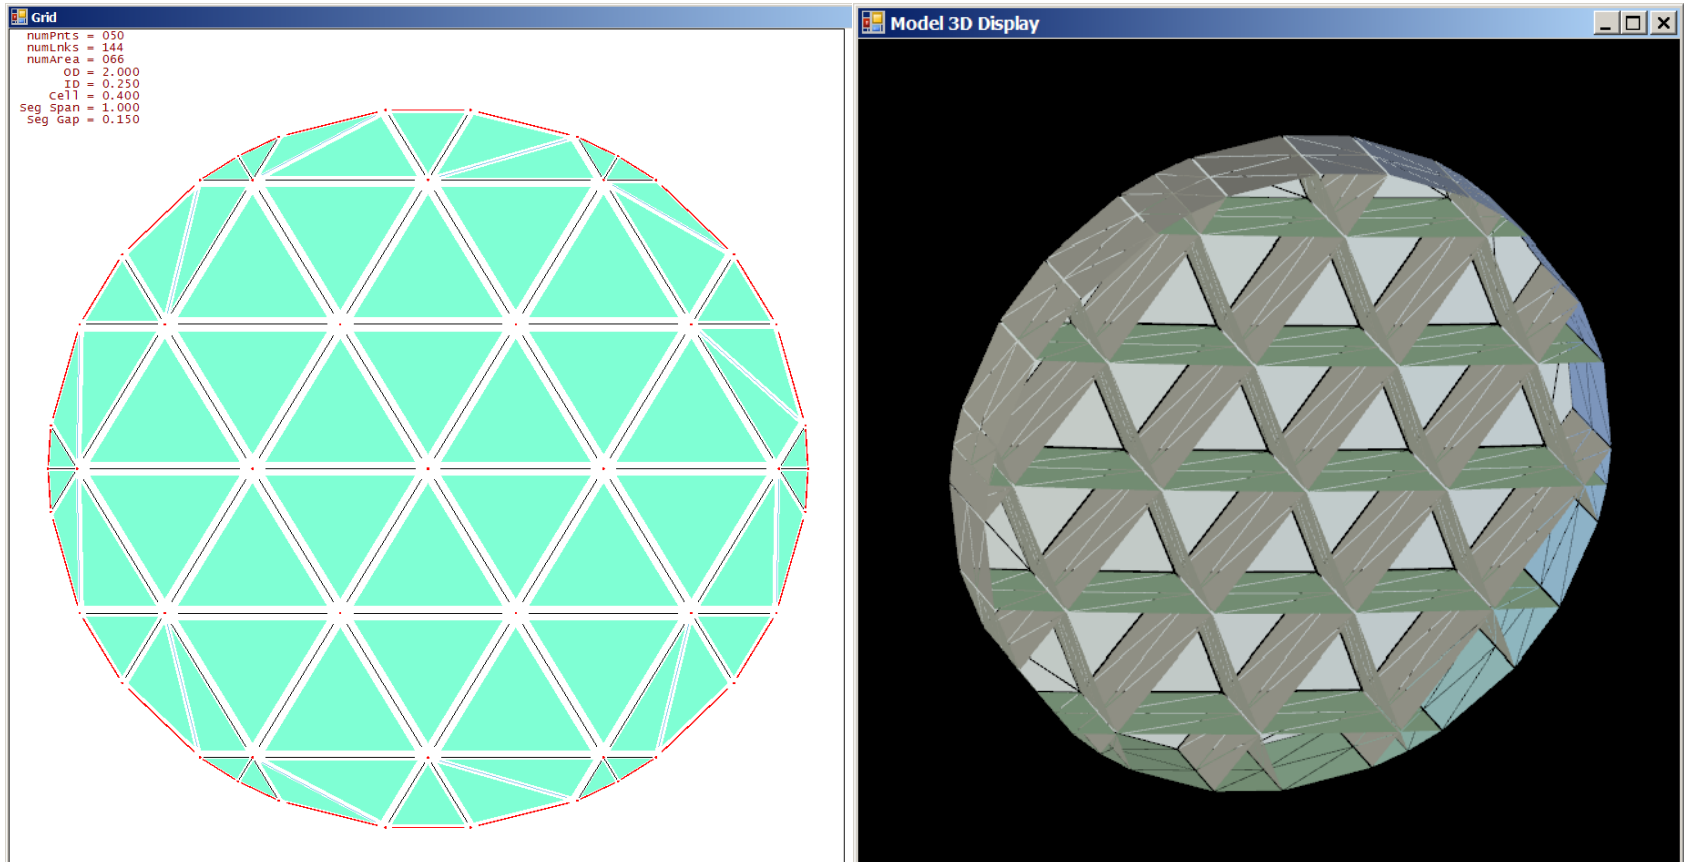 Grid
numPnts = 050
numLnks = 144
numArea = 066
OD = 2.000
ID = 0.250
Cell = 0.400
Seg Span = 1.000
Seg Gap = 0.150
Model 3D Display